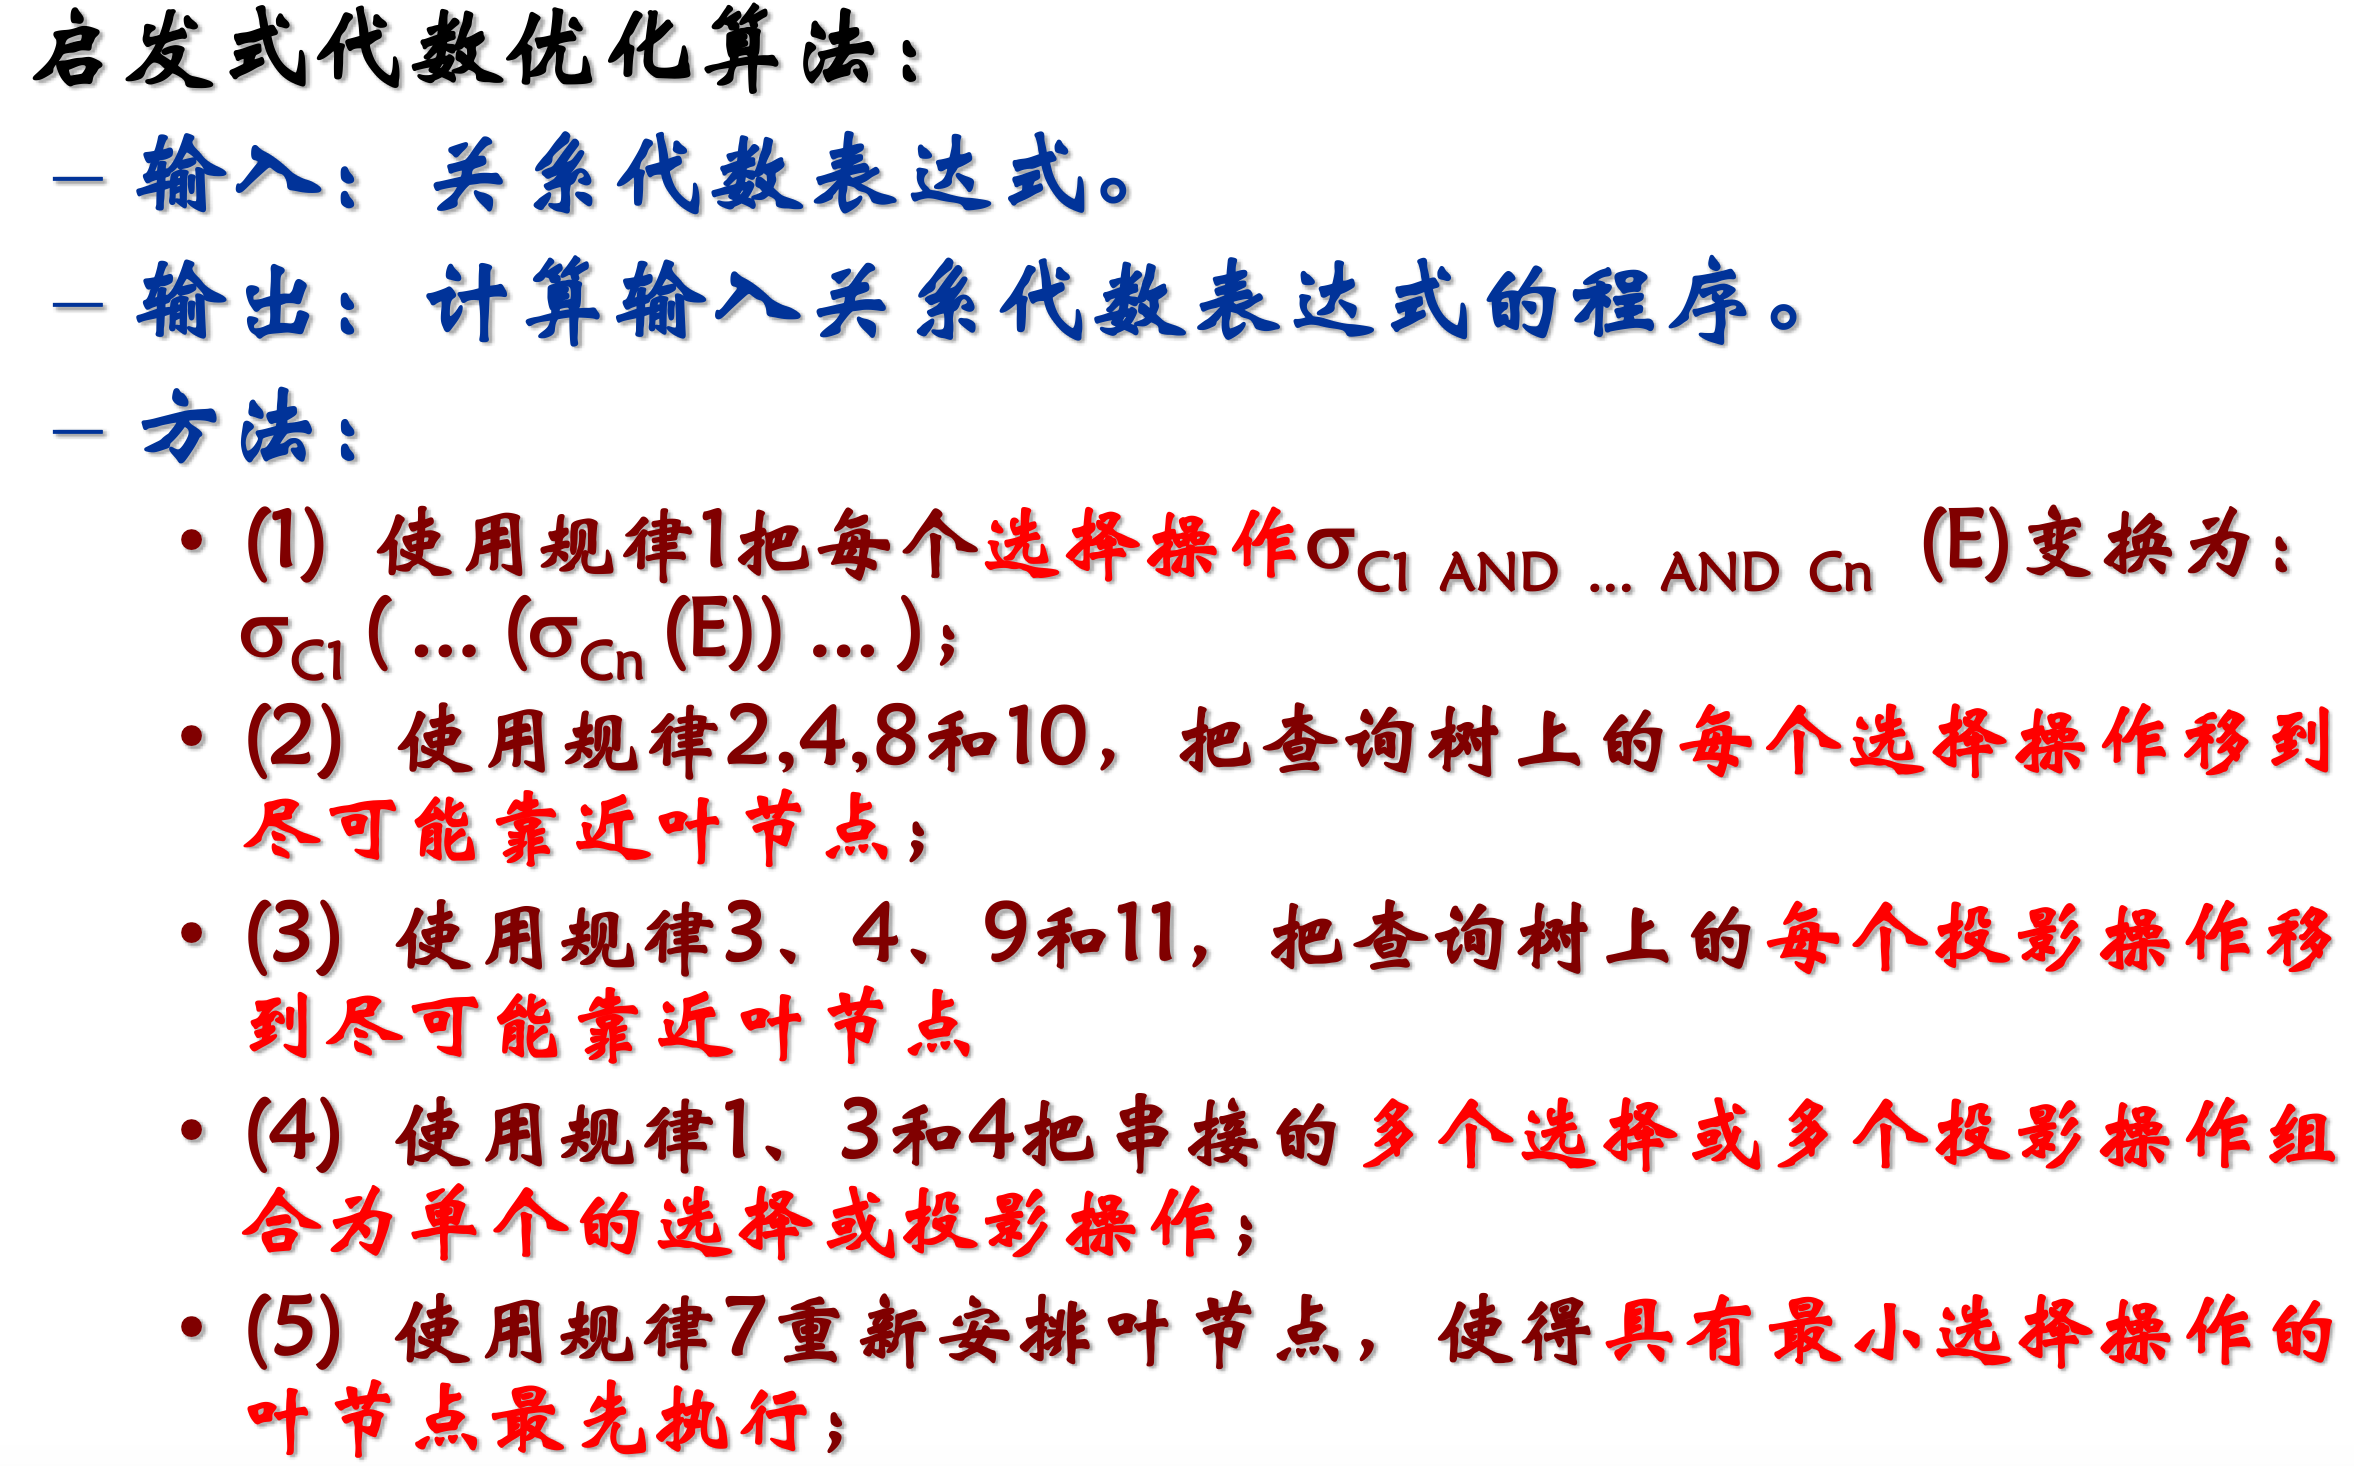 启发式代数优化算法：
– 输入： 关系代数表达式。
– 输出： 计算输入关系代数表达式的程序。
– 方法：
• (1) 使用规律1把每个选择操作σC1 AND ... AND Cn (E)变换为：
σC1 ( ... (σCn (E)) ... )；
• (2) 使用规律2,4,8和10，把查询树上的每个选择操作移到
尽可能靠近叶节点；
• (3) 使用规律3、4、9和11，把查询树上的每个投影操作移
到尽可能靠近叶节点
• (4) 使用规律1、3和4把串接的多个选择或多个投影操作组
合为单个的选择或投影操作；
• (5) 使用规律7重新安排叶节点，使得具有最小选择操作的
叶节点最先执行；